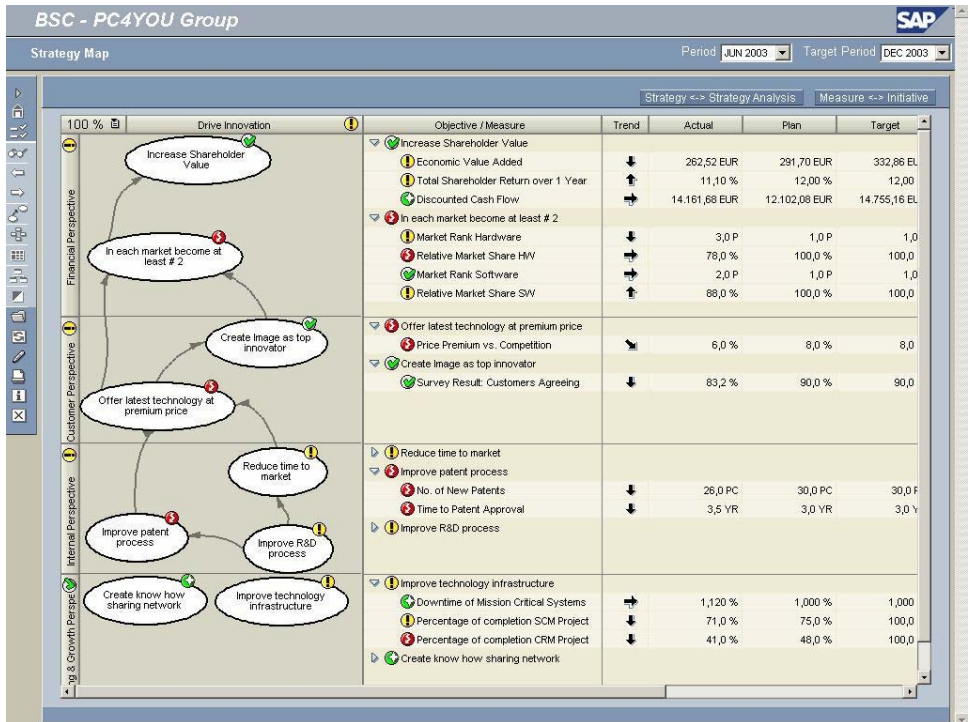 BSC - PC4YOU Group
SAP
Strategy Map
Period JUN 2003 Target Period DEC 2003
Strategy <-> Strategy Analysis Measure <-> Initiative
100 % Drive Innovation Objective / Measure Trend Actual Plan Target
Financial Perspective
Increase Shareholder
Value
In each market become at
least # 2
Increase Shareholder Value
Economic Value Added 262,52 EUR 291,70 EUR 332,86 EU
Total Shareholder Return over 1 Year 11,10 % 12,00 % 12,00
Discounted Cash Flow 14.161,68 EUR 12.102,08 EUR 14.755,16 EU
In each market become at least # 2
Market Rank Hardware 3,0 P 1,0 P 1,0
Relative Market Share HW 78,0 % 100,0 % 100,0
Market Rank Software 2,0 P 1,0 P 1,0
Relative Market Share SW 88,0 % 100,0 % 100,0
Customer Perspective
Create Image as top
innovator
Offer latest technology at
premium price
Offer latest technology at premium price
Price Premium vs. Competition 6,0 % 8,0 % 8,0
Create Image as top innovator
Survey Result: Customers Agreeing 83,2 % 90,0 % 90,0
Internal Perspective
Reduce time to
market
Improve patent
process
Improve R&D
process
Reduce time to market
Improve patent process
No. of New Patents 26,0 PC 30,0 PC 30,0 P
Time to Patent Approval 3,5 YR 3,0 YR 3,0 Y
Improve R&D process
ng & Growth Perspe
Create know how
sharing network
Improve technology
infrastructure
Improve technology infrastructure
Downtime of Mission Critical Systems 1,120 % 1,000 % 1,000
Percentage of completion SCM Project 71,0 % 75,0 % 100,0
Percentage of completion CRM Project 41,0 % 48,0 % 100,0
Create know how sharing network